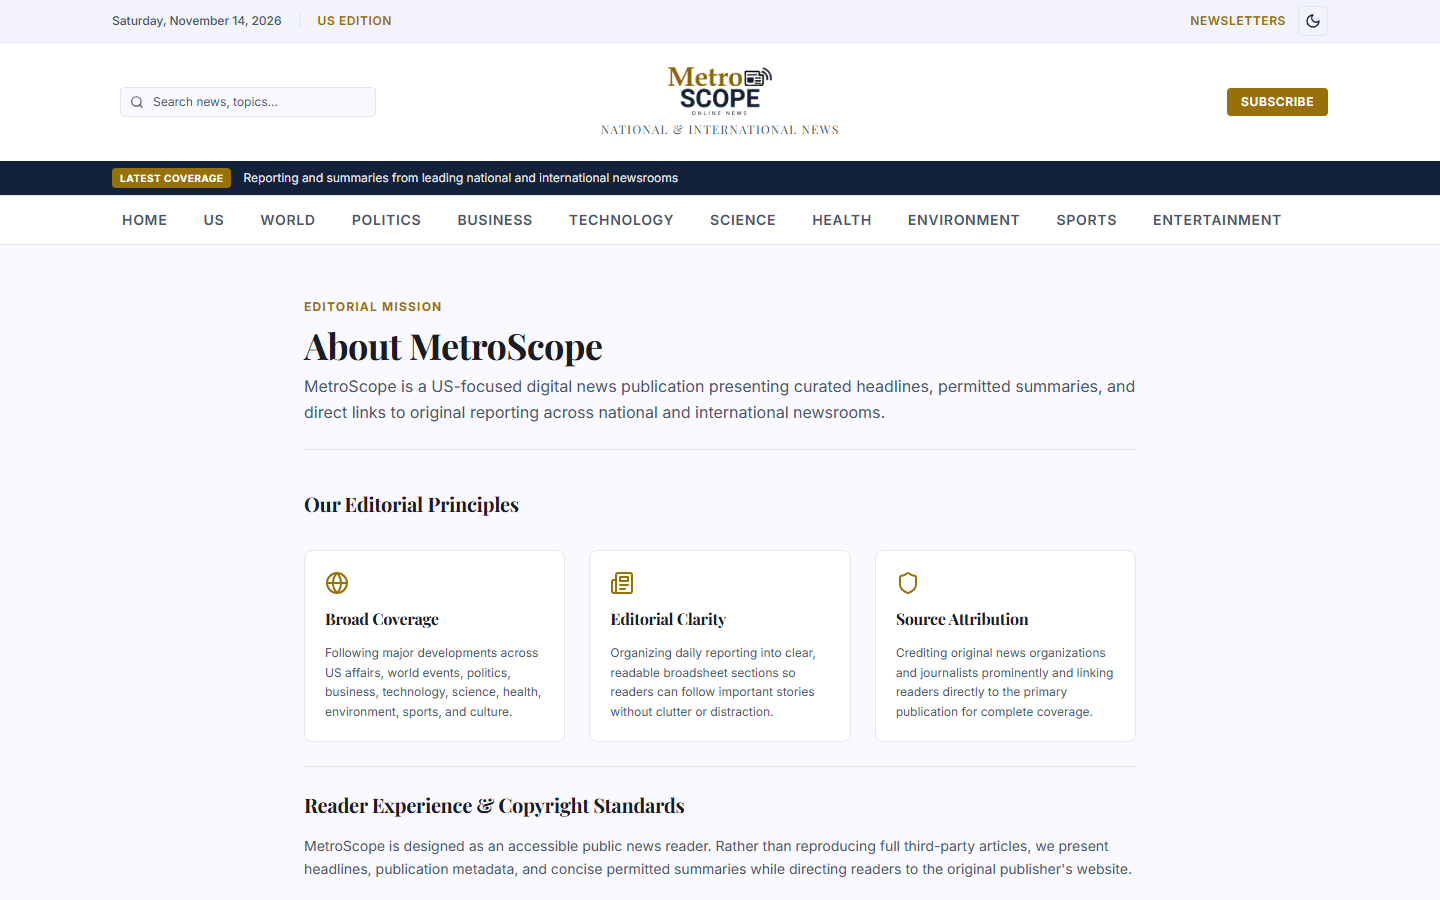 Saturday, November 14, 2026
US EDITION
NEWSLETTERS
Search news, topics...
Metro
SCOPE
ONLINE NEWS
NATIONAL & INTERNATIONAL NEWS
SUBSCRIBE
LATEST COVERAGE
Reporting and summaries from leading national and international newsrooms
HOME US WORLD POLITICS BUSINESS TECHNOLOGY SCIENCE HEALTH ENVIRONMENT SPORTS ENTERTAINMENT
EDITORIAL MISSION
About MetroScope
MetroScope is a US-focused digital news publication presenting curated headlines, permitted summaries, and
direct links to original reporting across national and international newsrooms.
Our Editorial Principles
Broad Coverage
Following major developments across
US affairs, world events, politics,
business, technology, science, health,
environment, sports, and culture.
Editorial Clarity
Organizing daily reporting into clear,
readable broadsheet sections so
readers can follow important stories
without clutter or distraction.
Source Attribution
Crediting original news organizations
and journalists prominently and linking
readers directly to the primary
publication for complete coverage.
Reader Experience & Copyright Standards
MetroScope is designed as an accessible public news reader. Rather than reproducing full third-party articles, we present
headlines, publication metadata, and concise permitted summaries while directing readers to the original publisher's website.